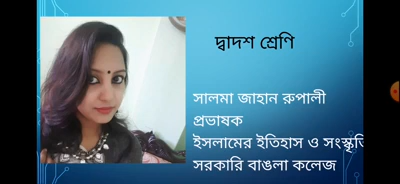 দ্বাদশ শ্রেণি
সালমা জাহান রুপালী
প্রভাষক
ইসলামের ইতিহাস ও সংস্কৃতি
সরকারি বাঙলা কলেজ